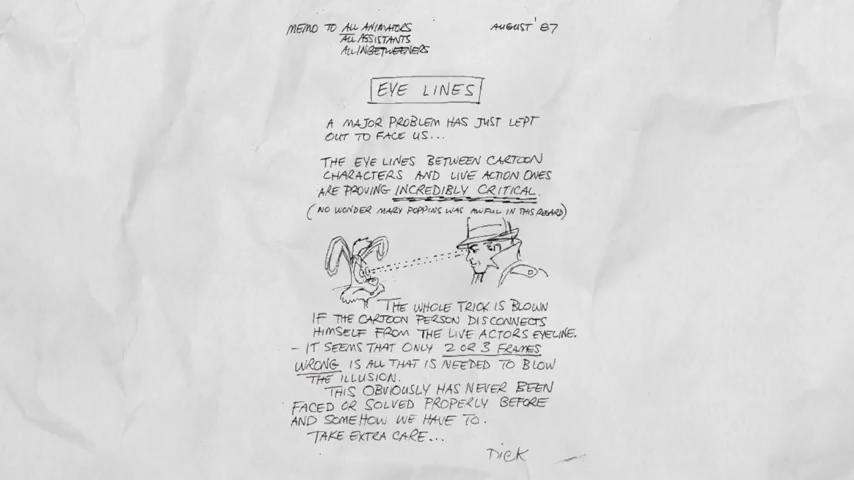 MEMO TO ALL ANIMATORS
ALL ASSISTANTS
ALL INBETWEENERS
AUGUST '87
EYE LINES
A MAJOR PROBLEM HAS JUST LEPT
OUT TO FACE US...
THE EYE LINES BETWEEN CARTOON
CHARACTERS AND LIVE ACTION ONES
ARE PROVING INCREDIBLY CRITICAL.
(NO WONDER MARY POPPINS WAS AWFUL IN THIS REGARD)
THE WHOLE TRICK IS BLOWN
IF THE CARTOON PERSON DISCONNECTS
HIMSELF FROM THE LIVE ACTORS EYELINE.
- IT SEEMS THAT ONLY 2 OR 3 FRAMES
WRONG IS ALL THAT IS NEEDED TO BLOW
THE ILLUSION.
THIS OBVIOUSLY HAS NEVER BEEN
FACED OR SOLVED PROPERLY BEFORE
AND SOMEHOW WE HAVE TO.
TAKE EXTRA CARE...
DICK